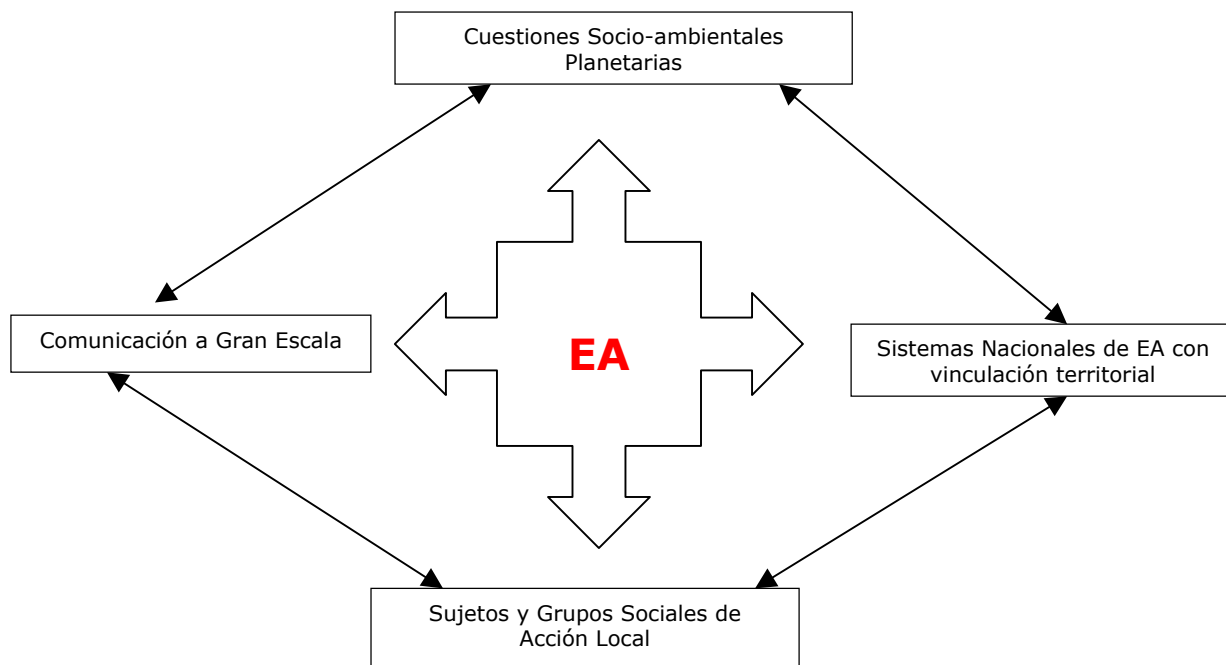 Cuestiones Socio-ambientales
Planetarias
Comunicación a Gran Escala
EA
Sistemas Nacionales de EA con
vinculación territorial
Sujetos y Grupos Sociales de
Acción Local